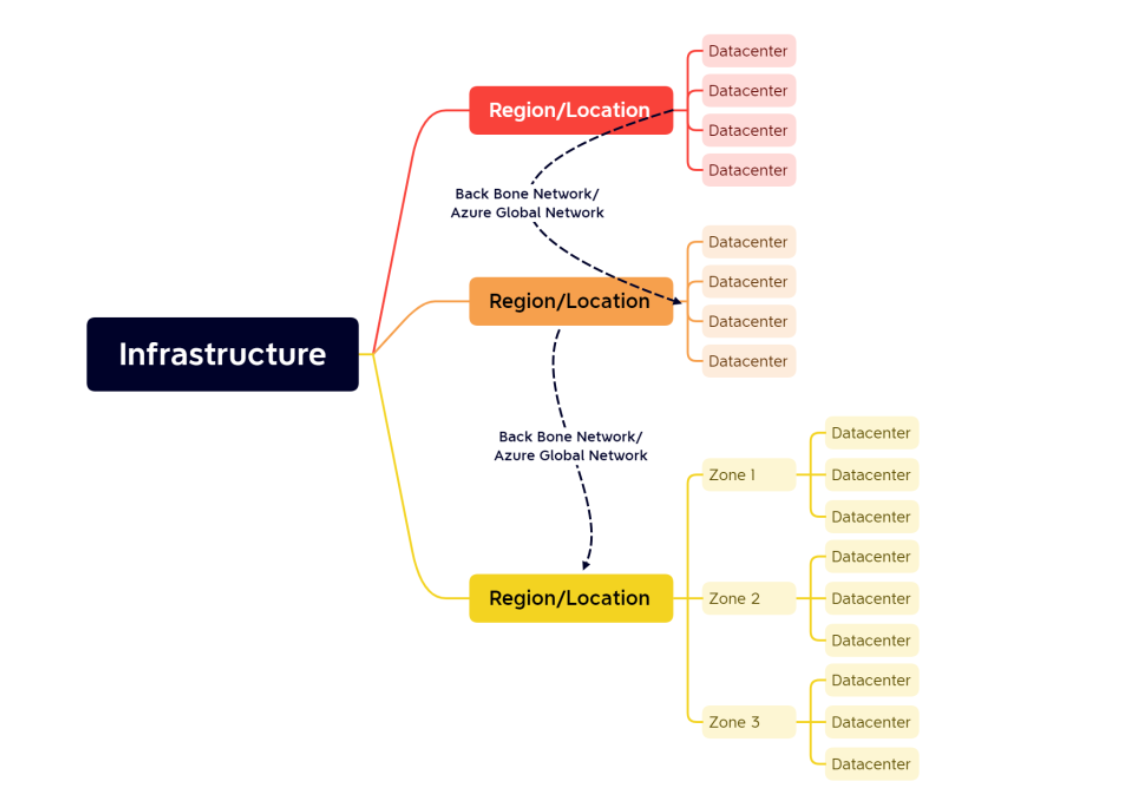 Datacenter
Region/Location
Datacenter
Datacenter
Datacenter
Back Bone Network/
Azure Global Network
Datacenter
Datacenter
Region/Location
Datacenter
Datacenter
Infrastructure
Back Bone Network/
Azure Global Network
Region/Location
Zone 1
Datacenter
Datacenter
Datacenter
Zone 2
Datacenter
Datacenter
Datacenter
Zone 3
Datacenter
Datacenter
Datacenter